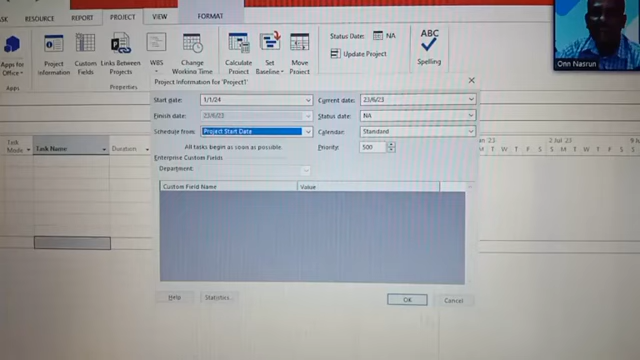 ASK RESOURCE REPORT PROJECT VIEW FORMAT
Apps for Office
Project Information
Custom Fields
Links Between Projects
WBS
Change Working Time
Calculate Project
Set Baseline
Move Project
Status Date: NA
Update Project
ABC
Spelling
Apps
Properties
Onn Nasrun
Project Information for 'Project1'
Start date: 1/1/24
Current date: 23/6/23
Finish date: 23/6/23
Status date: NA
Schedule from: Project Start Date
Calendar: Standard
All tasks begin as soon as possible.
Priority: 500
Enterprise Custom Fields
Department:
Custom Field Name Value
Help Statistics... OK Cancel
Task Mode Task Name Duration
2 Jul '23
M T W T F S S M T W T F S